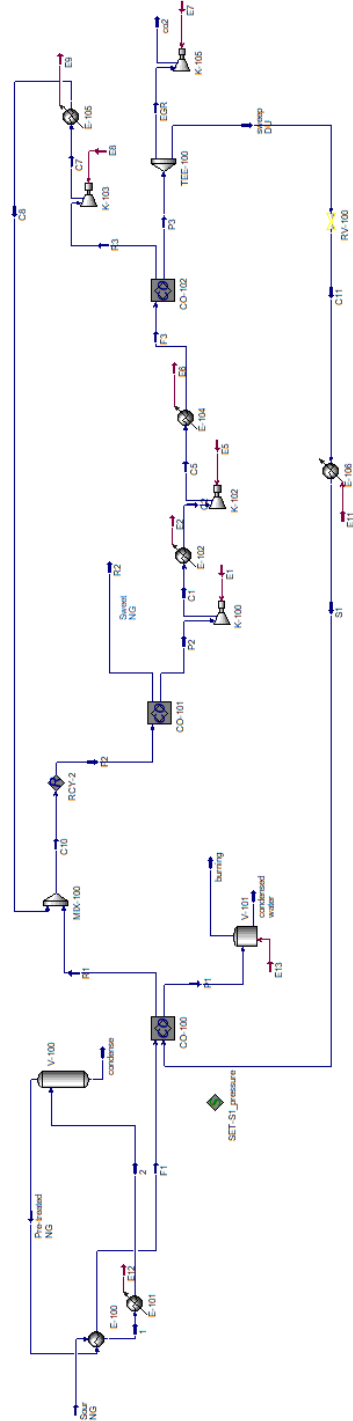 Sour
NG
Pre-treated
NG
E-100
1
E12
E-101
2
F1
V-100
condense
SET-S1_pressure
CO-100
R1
P1
E13
V-101
condensed
water
burning
MIX-100
C10
RCY-2
R2
CO-101
Sweet
NG
R2
P2
K-100
E1
C1
E-102
E2
K-102
E5
C5
E-104
E6
F3
CO-102
R3
P3
K-103
E8
C7
E-105
E9
C8
TEE-100
EGR
K-105
E7
co2
sweep
DU
RV-100
C11
E-106
E11
S1